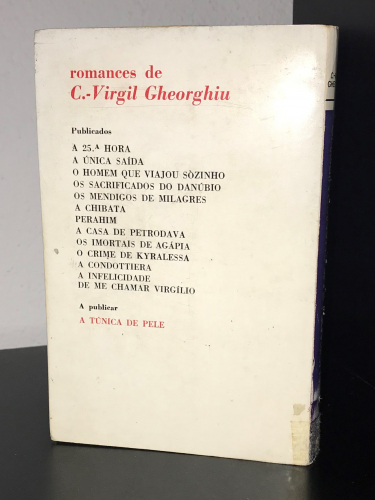 romances de
C.-Virgil Gheorghiu
Publicados
A 25.ª HORA
A ÚNICA SAÍDA
O HOMEM QUE VIAJOU SÒZINHO
OS SACRIFICADOS DO DANÚBIO
OS MENDIGOS DE MILAGRES
A CHIBATA
PERAHIM
A CASA DE PETRODAVA
OS IMORTAIS DE AGÁPIA
O CRIME DE KYRALESSA
A CONDOTTIERA
A INFELICIDADE
DE ME CHAMAR VIRGÍLIO
A publicar
A TÚNICA DE PELE